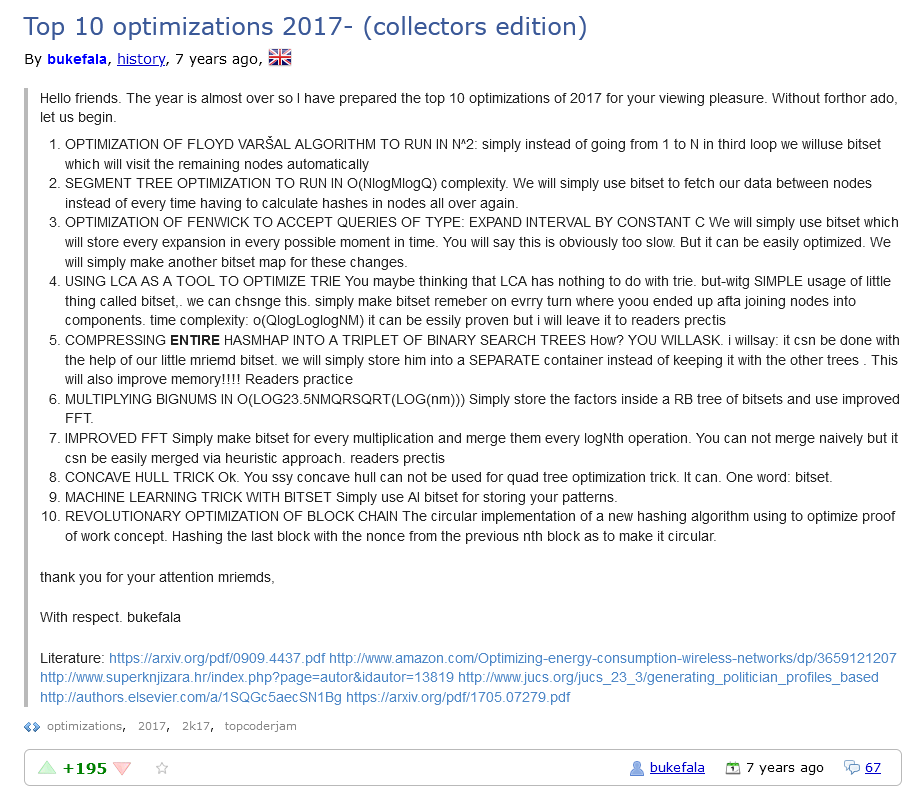 Top 10 optimizations 2017- (collectors edition)
By bukefala, history, 7 years ago,
Hello friends. The year is almost over so I have prepared the top 10 optimizations of 2017 for your viewing pleasure. Without forthor ado,
let us begin.
1. OPTIMIZATION OF FLOYD VARŠAL ALGORITHM TO RUN IN N^2: simply instead of going from 1 to N in third loop we willuse bitset
which will visit the remaining nodes automatically
2. SEGMENT TREE OPTIMIZATION TO RUN IN O(NlogMlogQ) complexity. We will simply use bitset to fetch our data between nodes
instead of every time having to calculate hashes in nodes all over again.
3. OPTIMIZATION OF FENWICK TO ACCEPT QUERIES OF TYPE: EXPAND INTERVAL BY CONSTANT C We will simply use bitset which
will store every expansion in every possible moment in time. You will say this is obviously too slow. But it can be easily optimized. We
will simply make another bitset map for these changes.
4. USING LCA AS A TOOL TO OPTIMIZE TRIE You maybe thinking that LCA has nothing to do with trie. but-witg SIMPLE usage of little
thing called bitset,. we can chsnge this. simply make bitset remeber on evrry turn where yoou ended up afta joining nodes into
components. time complexity: o(QlogLoglogNM) it can be essily proven but i will leave it to readers prectis
5. COMPRESSING ENTIRE HASMHAP INTO A TRIPLET OF BINARY SEARCH TREES How? YOU WILLASK. i willsay: it csn be done with
the help of our little mriemd bitset. we will simply store him into a SEPARATE container instead of keeping it with the other trees . This
will also improve memory!!!! Readers practice
6. MULTIPLYING BIGNUMS IN O(LOG23.5NMQRSQRT(LOG(nm))) Simply store the factors inside a RB tree of bitsets and use improved
FFT.
7. IMPROVED FFT Simply make bitset for every multiplication and merge them every logNth operation. You can not merge naively but it
csn be easily merged via heuristic approach. readers prectis
8. CONCAVE HULL TRICK Ok. You ssy concave hull can not be used for quad tree optimization trick. It can. One word: bitset.
9. MACHINE LEARNING TRICK WITH BITSET Simply use AI bitset for storing your patterns.
10. REVOLUTIONARY OPTIMIZATION OF BLOCK CHAIN The circular implementation of a new hashing algorithm using to optimize proof
of work concept. Hashing the last block with the nonce from the previous nth block as to make it circular.
thank you for your attention mriemds,
With respect. bukefala
Literature: https://arxiv.org/pdf/0909.4437.pdf http://www.amazon.com/Optimizing-energy-consumption-wireless-networks/dp/3659121207
http://www.superknjizara.hr/index.php?page=autor&idautor=13819 http://www.jucs.org/jucs_23_3/generating_politician_profiles_based
http://authors.elsevier.com/a/1SQGc5aecSN1Bg https://arxiv.org/pdf/1705.07279.pdf
optimizations, 2017, 2k17, topcoderjam
+195 bukefala 7 years ago 67